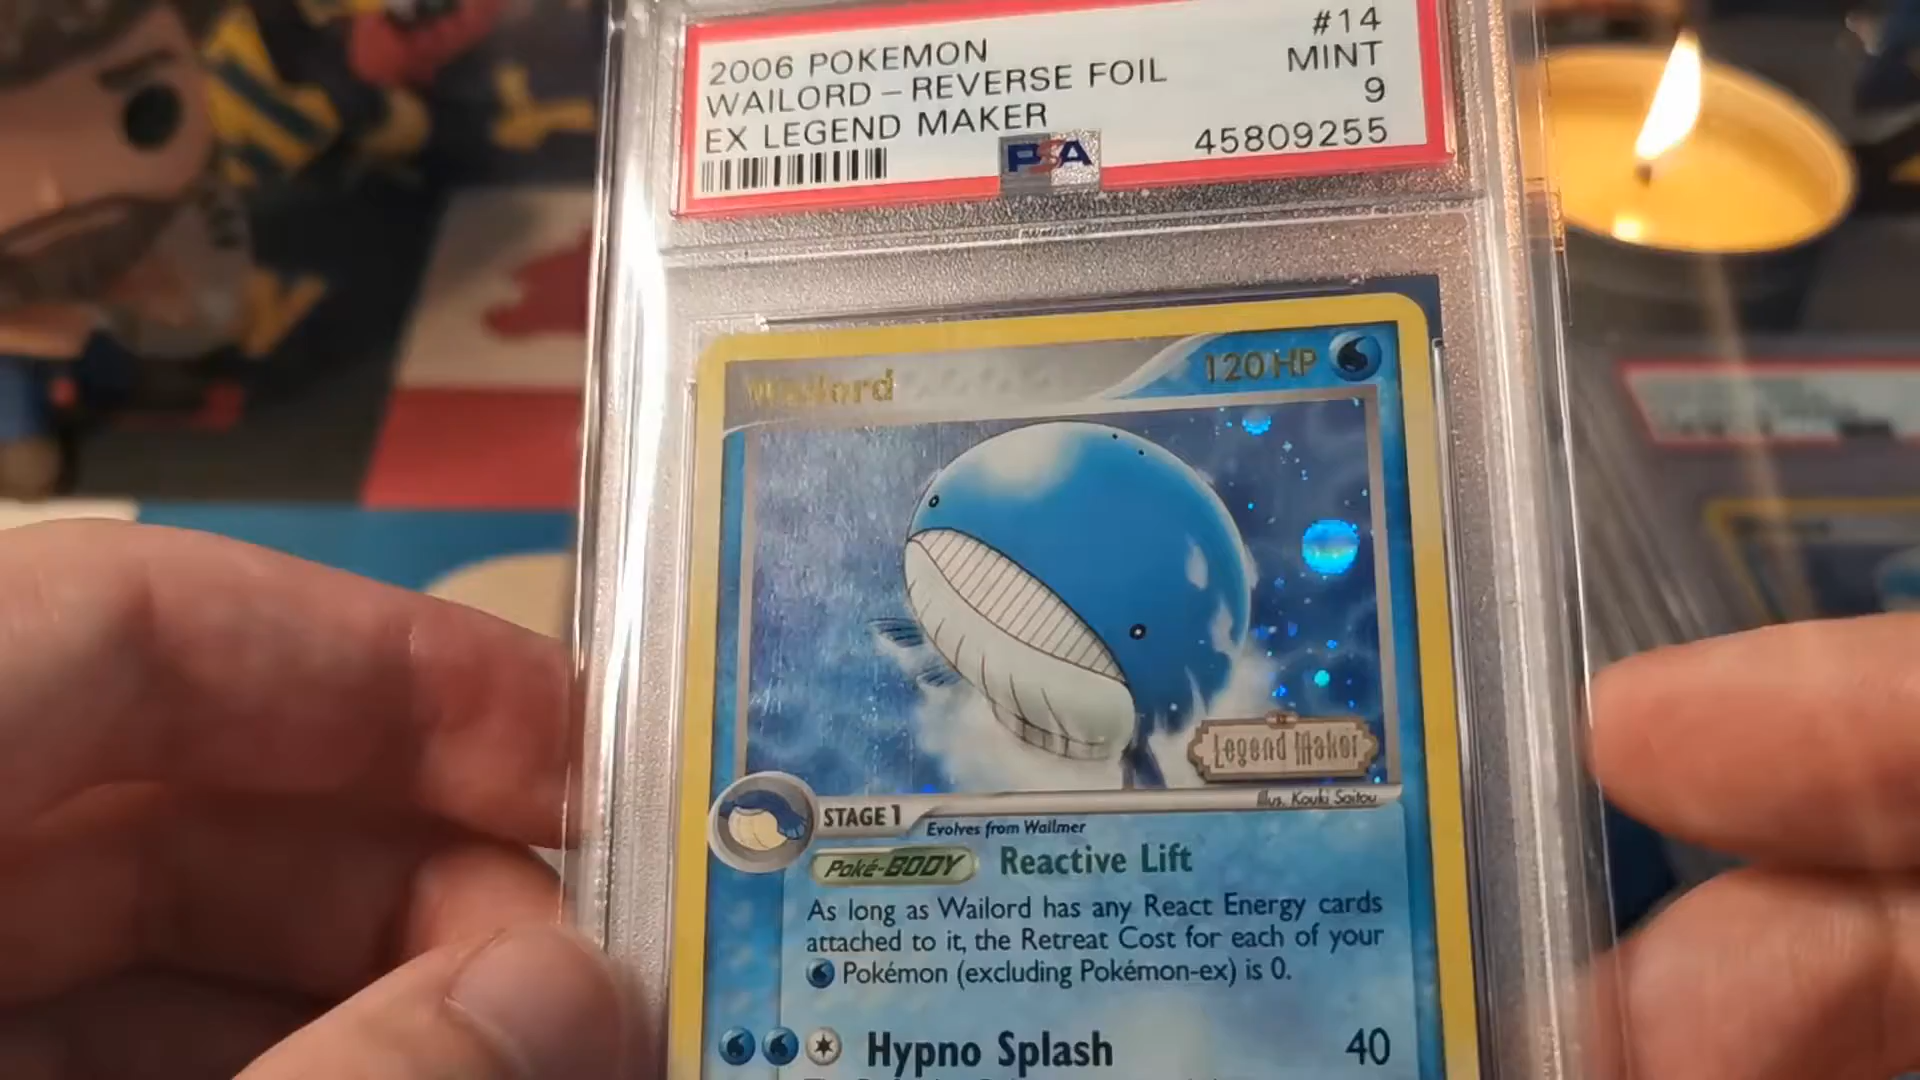 2006 POKEMON #14
WAILORD - REVERSE FOIL MINT
EX LEGEND MAKER 9
PSA 45809255
Wailord 120 HP
Legend Maker
Illus. Kouki Saitou
STAGE 1
Evolves from Wailmer
Poké-BODY Reactive Lift
As long as Wailord has any React Energy cards
attached to it, the Retreat Cost for each of your
Pokémon (excluding Pokémon-ex) is 0.
Hypno Splash 40